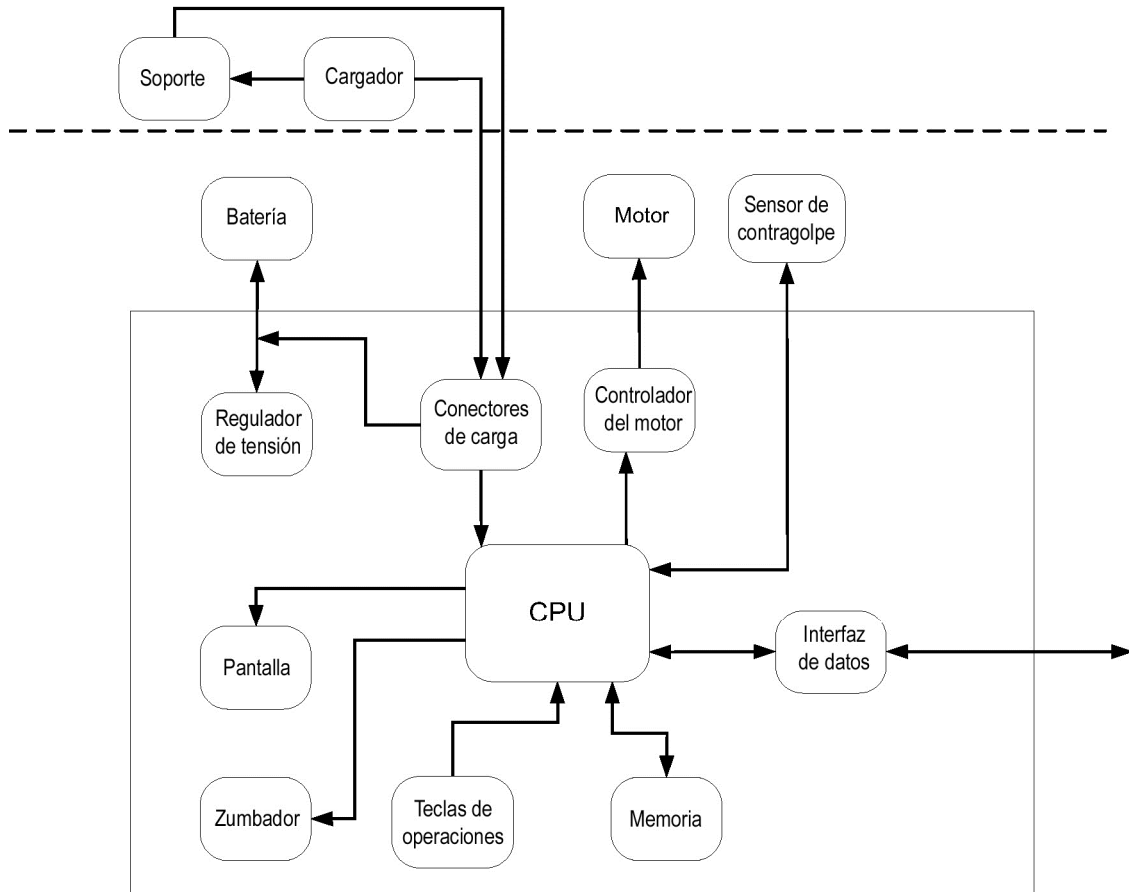 Soporte
Cargador
Batería
Motor
Sensor de
contragolpe
Regulador
de tensión
Conectores
de carga
Controlador
del motor
CPU
Pantalla
Interfaz
de datos
Zumbador
Teclas de
operaciones
Memoria